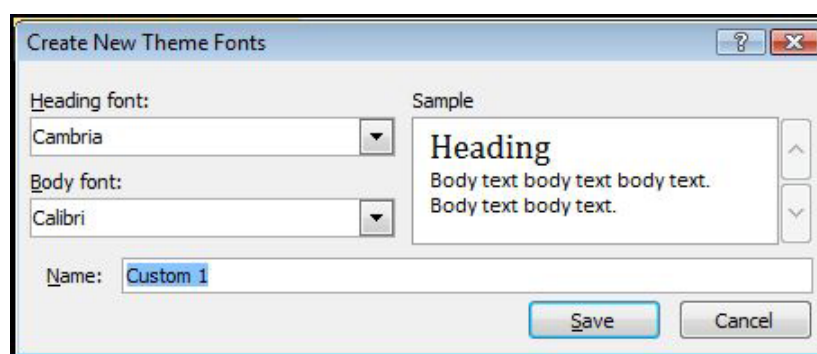 Create New Theme Fonts
Heading font:
Cambria
Body font:
Calibri
Sample
Heading
Body text body text body text.
Body text body text.
Name: Custom 1
Save Cancel